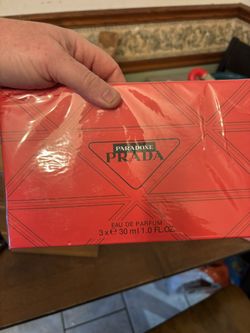 PARADOXE
PRADA
EAU DE PARFUM
3 x ℮ 30 ml 1.0 FL.OZ.